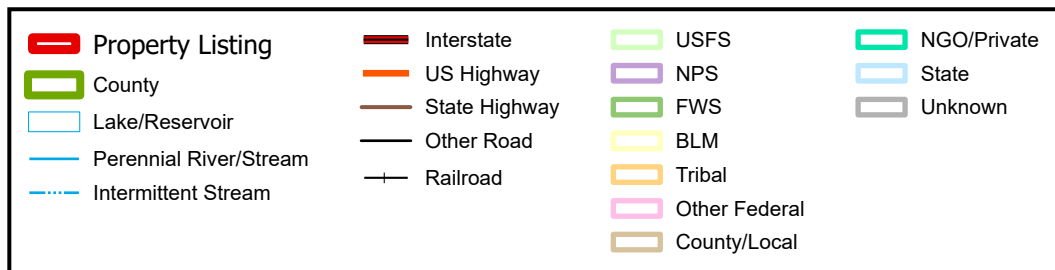 Property Listing
County
Lake/Reservoir
Perennial River/Stream
Intermittent Stream
Interstate
US Highway
State Highway
Other Road
Railroad
USFS
NPS
FWS
BLM
Tribal
Other Federal
County/Local
NGO/Private
State
Unknown